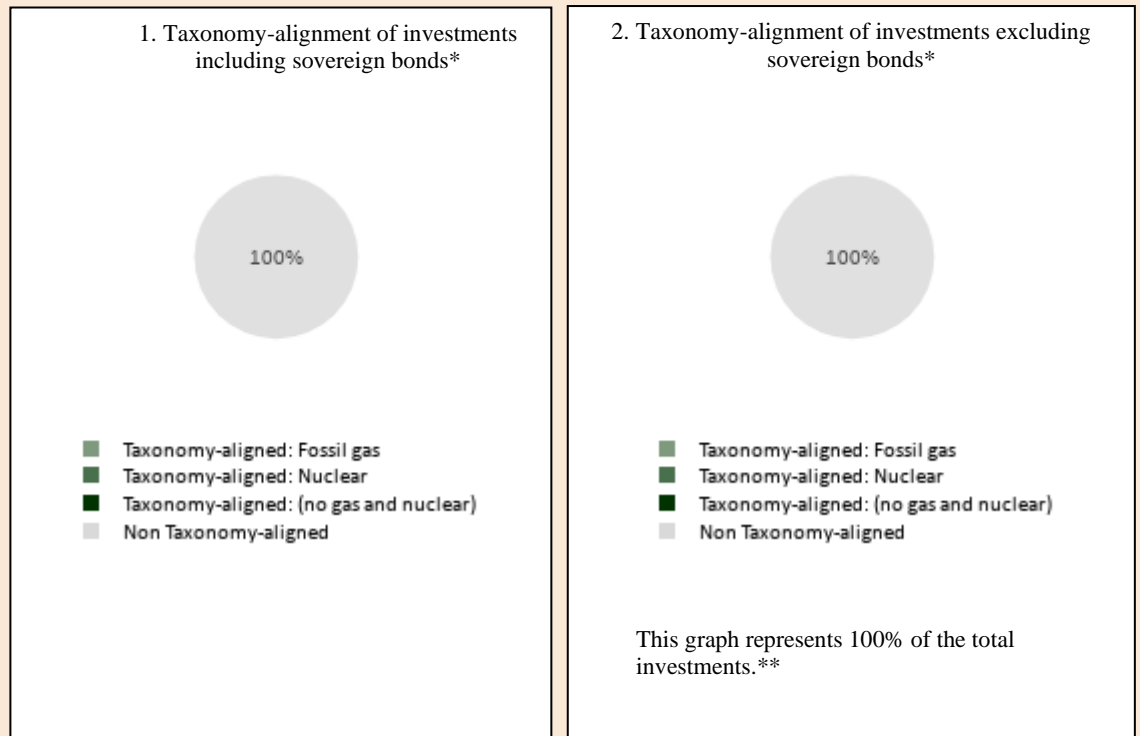 1. Taxonomy-alignment of investments
including sovereign bonds*
100%
Taxonomy-aligned: Fossil gas
Taxonomy-aligned: Nuclear
Taxonomy-aligned: (no gas and nuclear)
Non Taxonomy-aligned
2. Taxonomy-alignment of investments excluding
sovereign bonds*
100%
Taxonomy-aligned: Fossil gas
Taxonomy-aligned: Nuclear
Taxonomy-aligned: (no gas and nuclear)
Non Taxonomy-aligned
This graph represents 100% of the total
investments.**